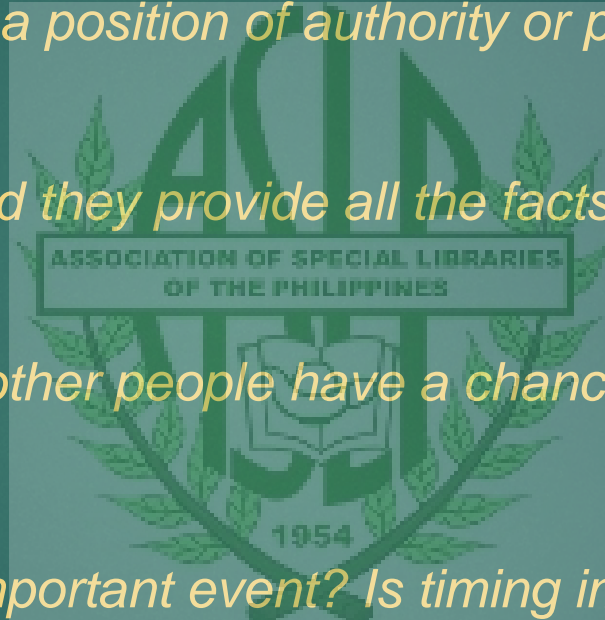 a position of authority or p
d they provide all the facts
ASSOCIATION OF SPECIAL LIBRARIES
OF THE PHILIPPINES
other people have a chanc
1954
mportant event? Is timing in